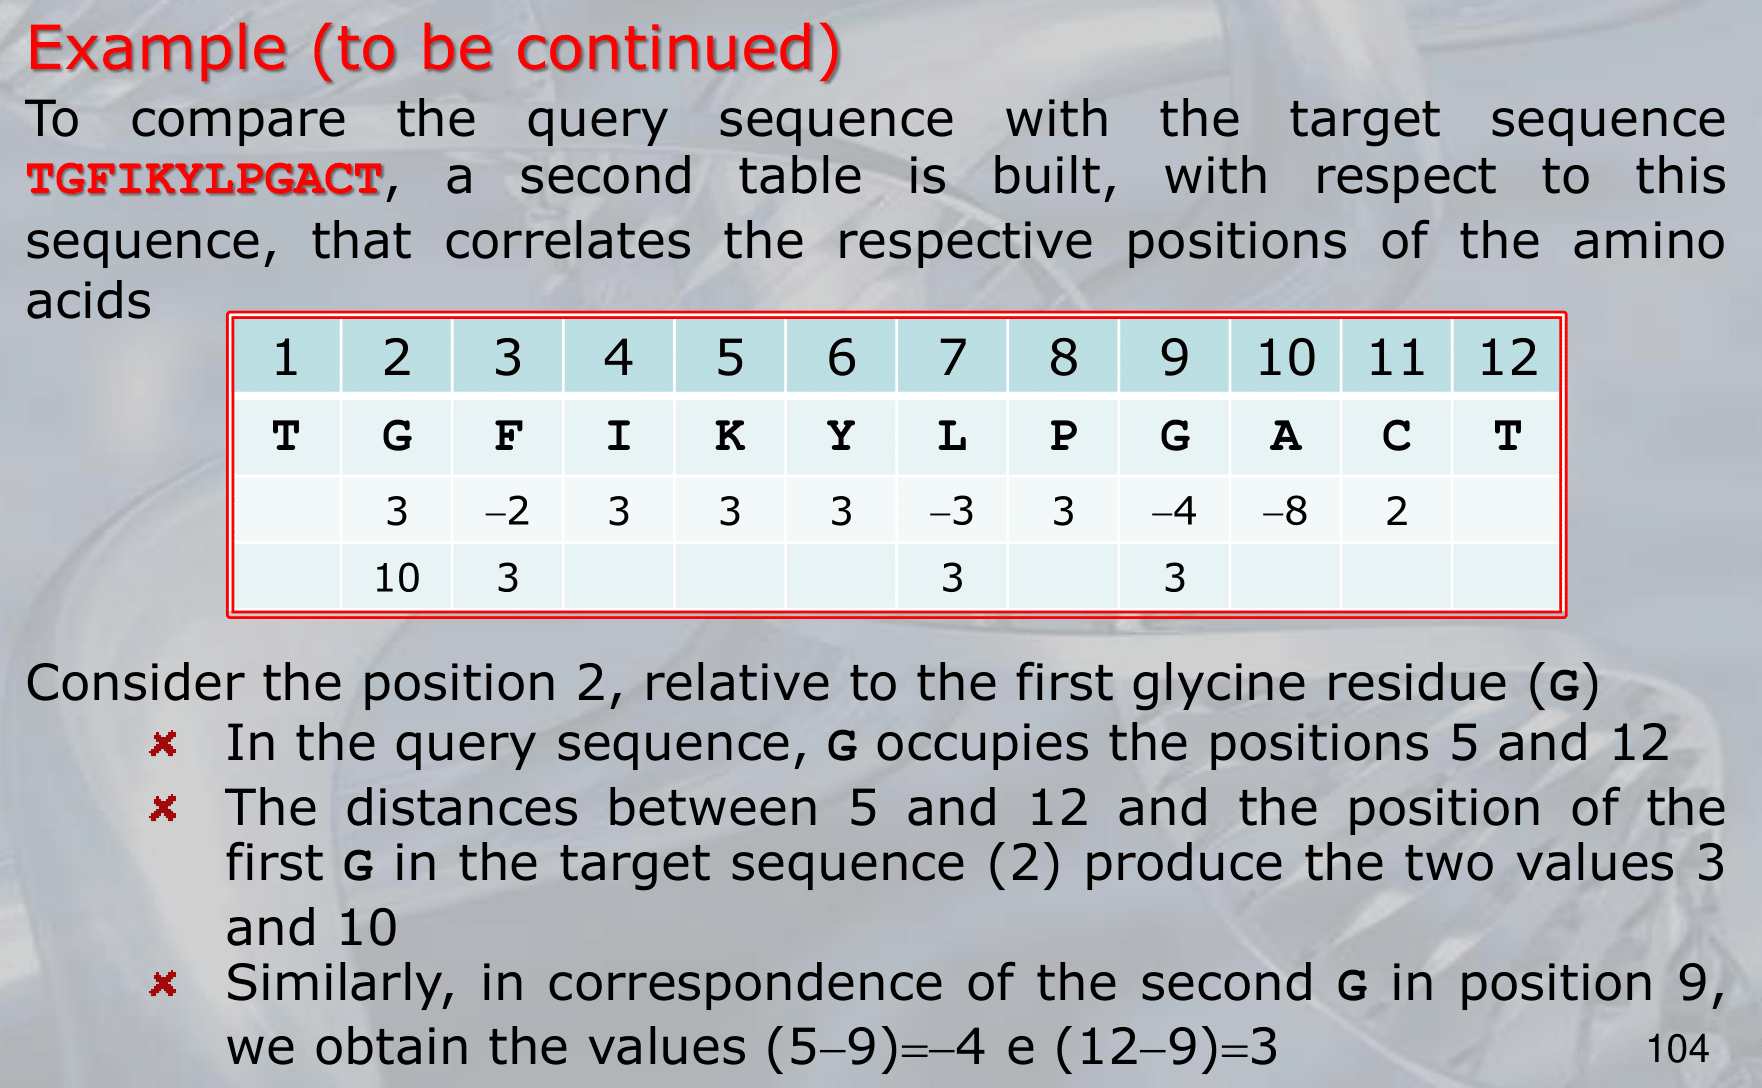 Example (to be continued)
To compare the query sequence with the target sequence
TGFIKYLPGACT, a second table is built, with respect to this
sequence, that correlates the respective positions of the amino
acids
1 2 3 4 5 6 7 8 9 10 11 12
T G F I K Y L P G A C T
3 −2 3 3 3 −3 3 −4 −8 2
10 3 3 3
Consider the position 2, relative to the first glycine residue (G)
In the query sequence, G occupies the positions 5 and 12
The distances between 5 and 12 and the position of the
first G in the target sequence (2) produce the two values 3
and 10
Similarly, in correspondence of the second G in position 9,
we obtain the values (5−9)=−4 e (12−9)=3
104